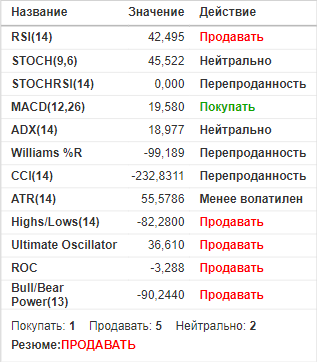 Название Значение Действие
RSI(14) 42,495 Продавать
STOCH(9,6) 45,522 Нейтрально
STOCHRSI(14) 0,000 Перепроданность
MACD(12,26) 19,580 Покупать
ADX(14) 18,977 Нейтрально
Williams %R -99,189 Перепроданность
CCI(14) -232,8311 Перепроданность
ATR(14) 55,5786 Менее волатилен
Highs/Lows(14) -82,2800 Продавать
Ultimate Oscillator 36,610 Продавать
ROC -3,288 Продавать
Bull/Bear
Power(13) -90,2440 Продавать
Покупать: 1 Продавать: 5 Нейтрально: 2
Резюме:ПРОДАВАТЬ